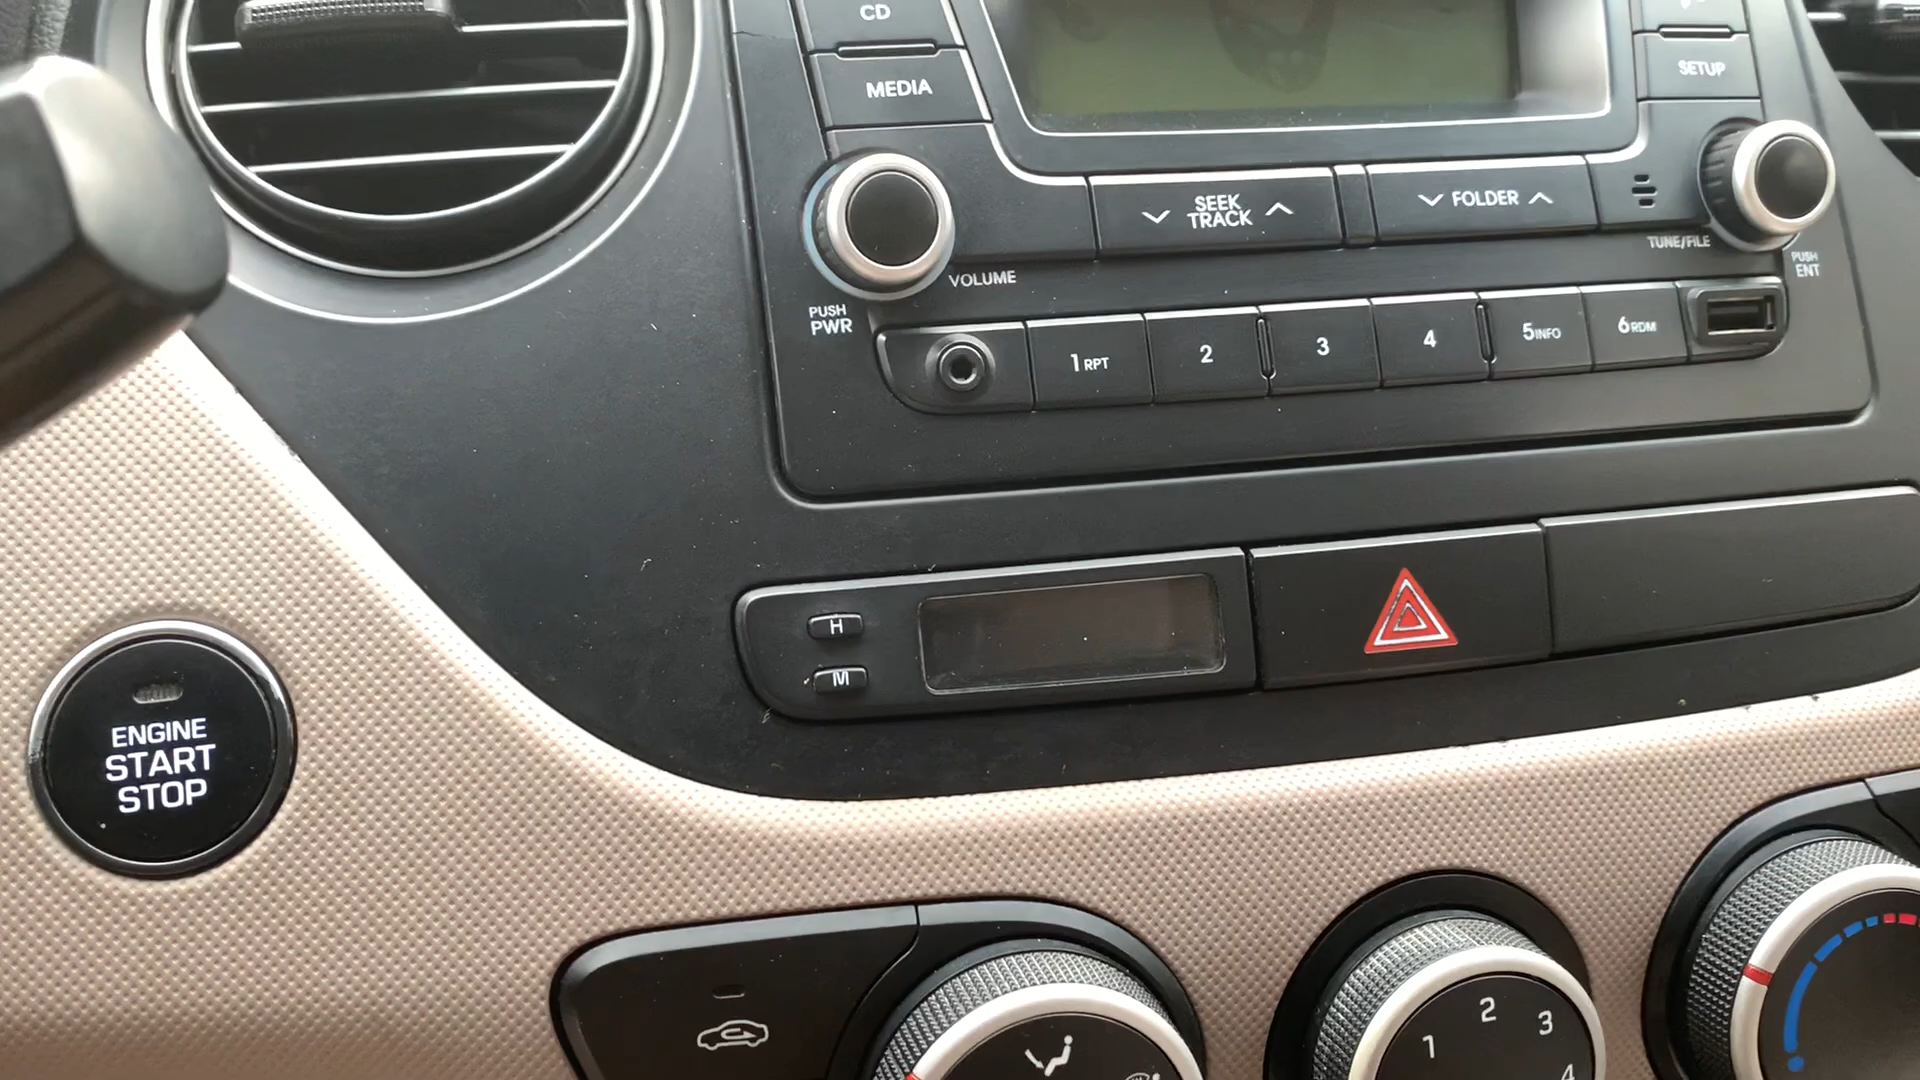 CD
MEDIA
SETUP
SEEK
TRACK
FOLDER
TUNE/FILE
PUSH
ENT
VOLUME
PUSH
PWR
1 RPT
2
3
4
5 INFO
6 RDM
H
M
ENGINE
START
STOP
1
2
3
4